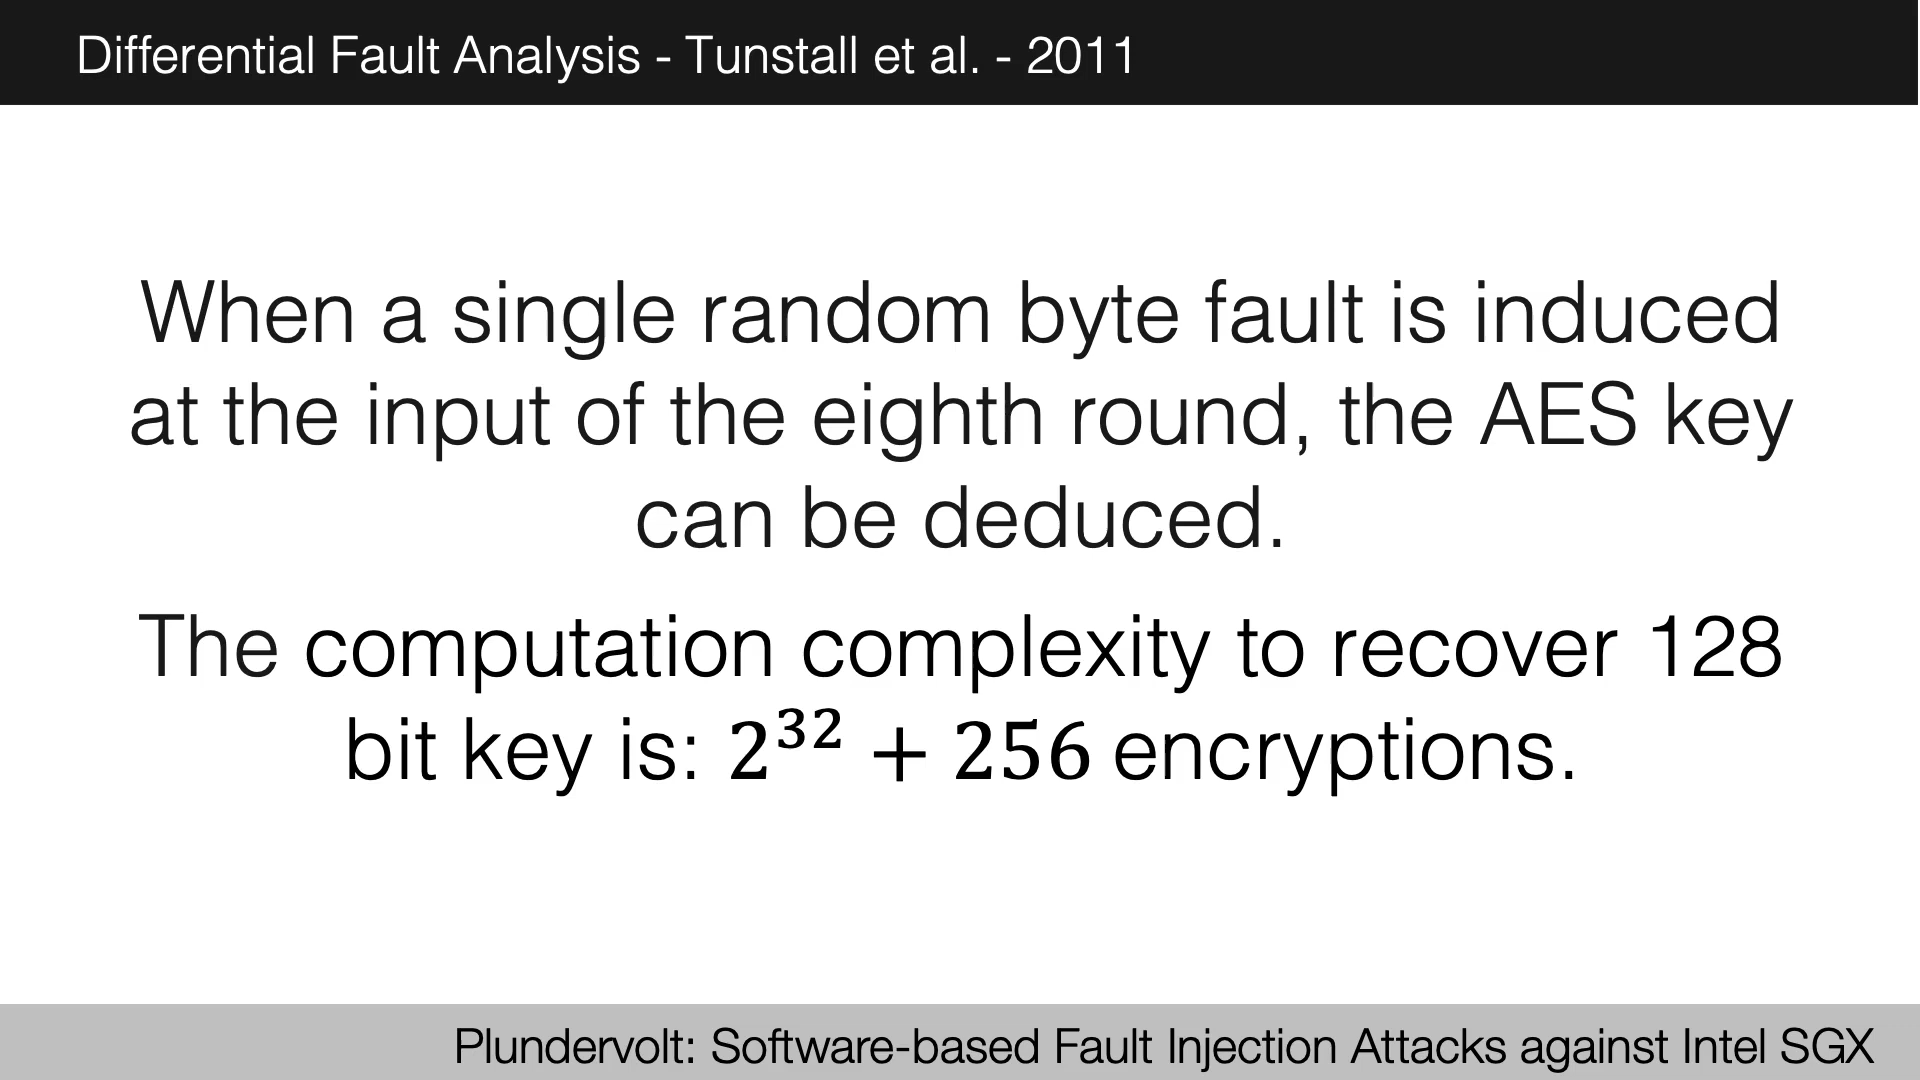 Differential Fault Analysis - Tunstall et al. - 2011
When a single random byte fault is induced
at the input of the eighth round, the AES key
can be deduced.
The computation complexity to recover 128
bit key is: 2³² + 256 encryptions.
Plundervolt: Software-based Fault Injection Attacks against Intel SGX